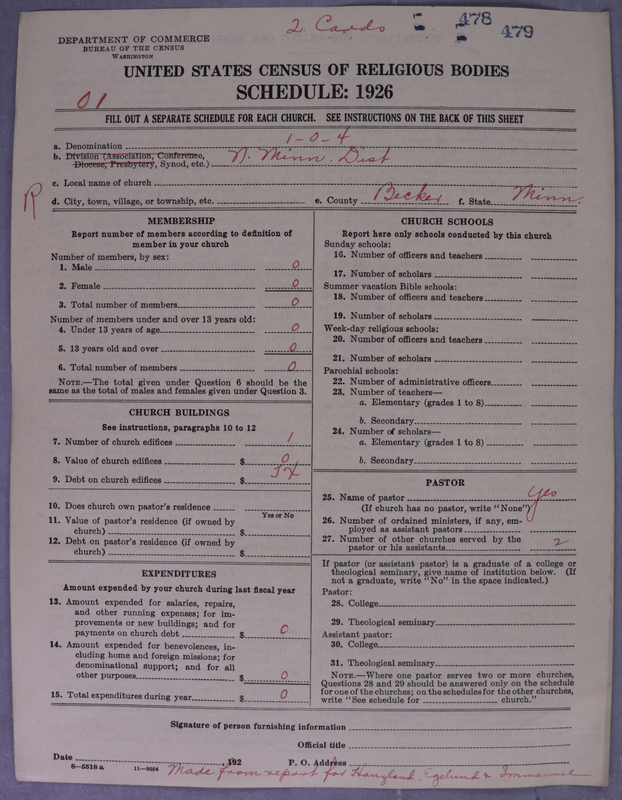 2 Cards 478
479
DEPARTMENT OF COMMERCE
BUREAU OF THE CENSUS
WASHINGTON
UNITED STATES CENSUS OF RELIGIOUS BODIES
SCHEDULE: 1926
01
FILL OUT A SEPARATE SCHEDULE FOR EACH CHURCH. SEE INSTRUCTIONS ON THE BACK OF THIS SHEET
a. Denomination 1-0-4
b. Division (Association, Conference, N. Minn. Dist
Diocese, Presbytery, Synod, etc.)
c. Local name of church
R
d. City, town, village, or township, etc. e. County Becker f. State Minn.
MEMBERSHIP
Report number of members according to definition of
member in your church
Number of members, by sex:
1. Male 0
2. Female 0
3. Total number of members 0
Number of members under and over 13 years old:
4. Under 13 years of age 0
5. 13 years old and over 0
6. Total number of members 0
NOTE.—The total given under Question 6 should be the
same as the total of males and females given under Question 3.
CHURCH BUILDINGS
See instructions, paragraphs 10 to 12
7. Number of church edifices 1
8. Value of church edifices $ 0
9. Debt on church edifices $
10. Does church own pastor's residence
Yes or No
11. Value of pastor's residence (if owned by
church) $
12. Debt on pastor's residence (if owned by
church) $
EXPENDITURES
Amount expended by your church during last fiscal year
13. Amount expended for salaries, repairs,
and other running expenses; for im-
provements or new buildings; and for
payments on church debt $ 0
14. Amount expended for benevolences, in-
cluding home and foreign missions; for
denominational support; and for all
other purposes $ 0
15. Total expenditures during year $ 0
CHURCH SCHOOLS
Report here only schools conducted by this church
Sunday schools:
16. Number of officers and teachers
17. Number of scholars
Summer vacation Bible schools:
18. Number of officers and teachers
19. Number of scholars
Week-day religious schools:
20. Number of officers and teachers
21. Number of scholars
Parochial schools:
22. Number of administrative officers
23. Number of teachers—
a. Elementary (grades 1 to 8)
b. Secondary
24. Number of scholars—
a. Elementary (grades 1 to 8)
b. Secondary
PASTOR
25. Name of pastor yes
(If church has no pastor, write "None")
26. Number of ordained ministers, if any, em-
ployed as assistant pastors
27. Number of other churches served by the
pastor or his assistants 2
If pastor (or assistant pastor) is a graduate of a college or
theological seminary, give name of institution below. (If
not a graduate, write "No" in the space indicated.)
Pastor:
28. College
29. Theological seminary
Assistant pastor:
30. College
31. Theological seminary
NOTE.—Where one pastor serves two or more churches,
Questions 28 and 29 should be answered only on the schedule
for one of the churches; on the schedules for the other churches,
write "See schedule for church."
Signature of person furnishing information
Official title
Date , 192 P. O. Address
8—5518 a 11—9064 Made from report for Haugland, Egelund & Immanuel